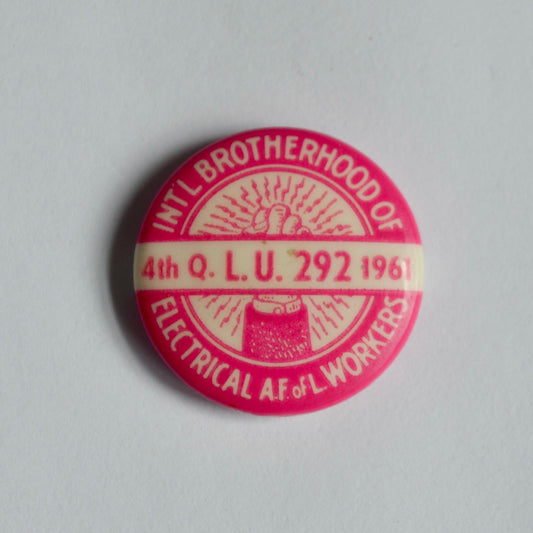 INT'L BROTHERHOOD OF
4th Q. L.U. 292 1961
ELECTRICAL A.F. of L. WORKERS